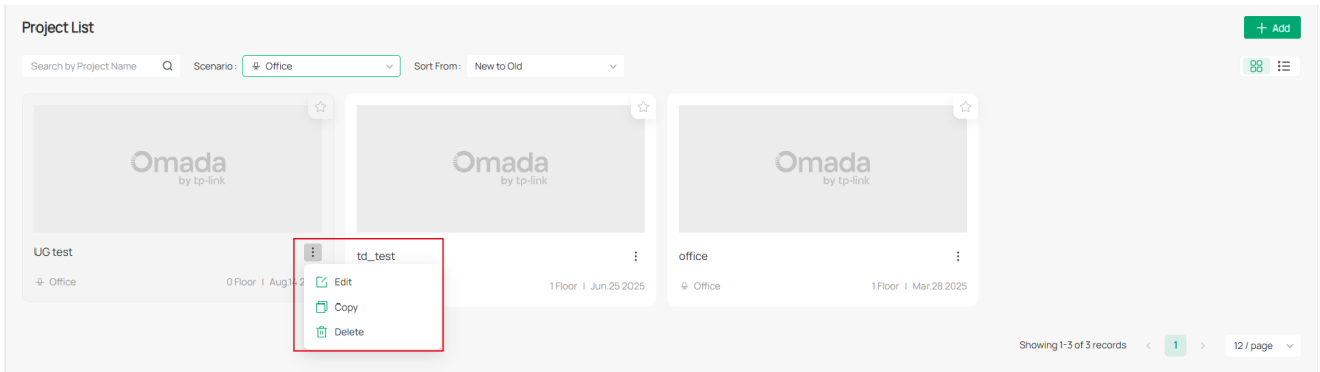 Project List
+ Add
Search by Project Name
Scenario :
Office
Sort From :
New to Old
Omada
by tp-link
Omada
by tp-link
Omada
by tp-link
UG test
Office
0 Floor | Aug.14 2
Edit
Copy
Delete
td_test
1 Floor | Jun.25 2025
office
Office
1 Floor | Mar.28 2025
Showing 1-3 of 3 records
< 1 >
12 / page